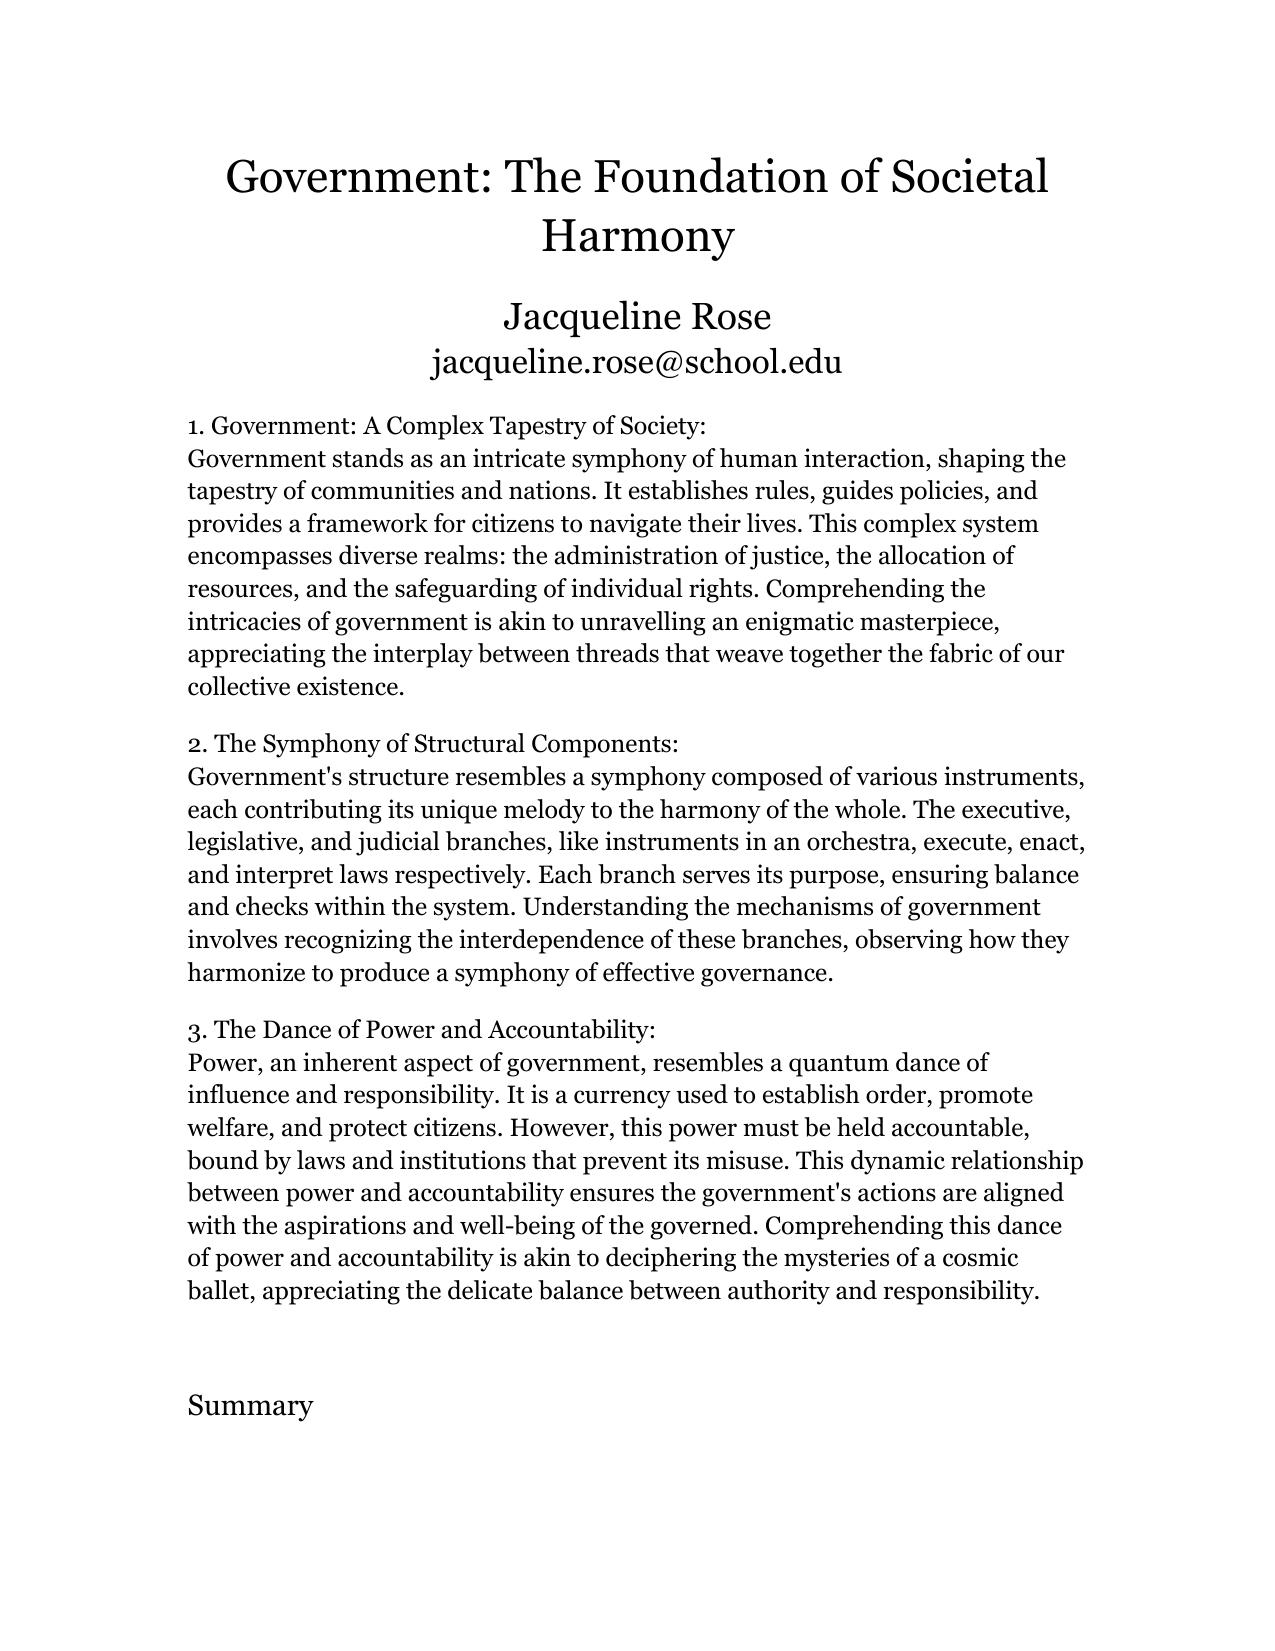 Government: The Foundation of Societal
Harmony
Jacqueline Rose
jacqueline.rose@school.edu
1. Government: A Complex Tapestry of Society:
Government stands as an intricate symphony of human interaction, shaping the
tapestry of communities and nations. It establishes rules, guides policies, and
provides a framework for citizens to navigate their lives. This complex system
encompasses diverse realms: the administration of justice, the allocation of
resources, and the safeguarding of individual rights. Comprehending the
intricacies of government is akin to unravelling an enigmatic masterpiece,
appreciating the interplay between threads that weave together the fabric of our
collective existence.
2. The Symphony of Structural Components:
Government's structure resembles a symphony composed of various instruments,
each contributing its unique melody to the harmony of the whole. The executive,
legislative, and judicial branches, like instruments in an orchestra, execute, enact,
and interpret laws respectively. Each branch serves its purpose, ensuring balance
and checks within the system. Understanding the mechanisms of government
involves recognizing the interdependence of these branches, observing how they
harmonize to produce a symphony of effective governance.
3. The Dance of Power and Accountability:
Power, an inherent aspect of government, resembles a quantum dance of
influence and responsibility. It is a currency used to establish order, promote
welfare, and protect citizens. However, this power must be held accountable,
bound by laws and institutions that prevent its misuse. This dynamic relationship
between power and accountability ensures the government's actions are aligned
with the aspirations and well-being of the governed. Comprehending this dance
of power and accountability is akin to deciphering the mysteries of a cosmic
ballet, appreciating the delicate balance between authority and responsibility.
Summary